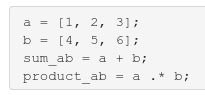 a = [1, 2, 3];
b = [4, 5, 6];
sum_ab = a + b;
product_ab = a .* b;